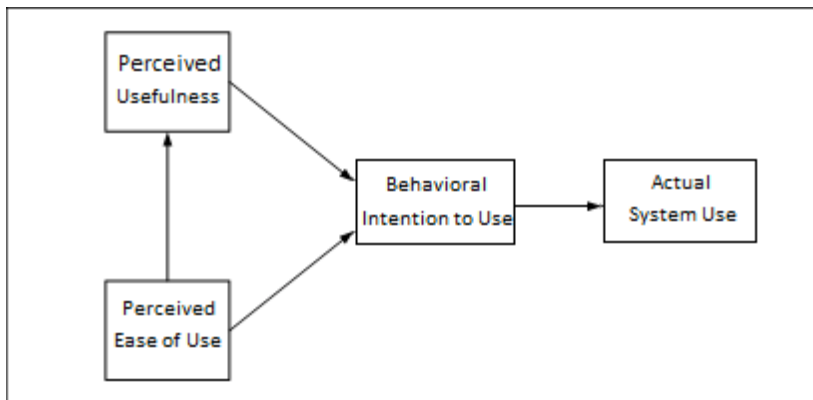 Perceived
Usefulness
Behavioral
Intention to Use
Actual
System Use
Perceived
Ease of Use